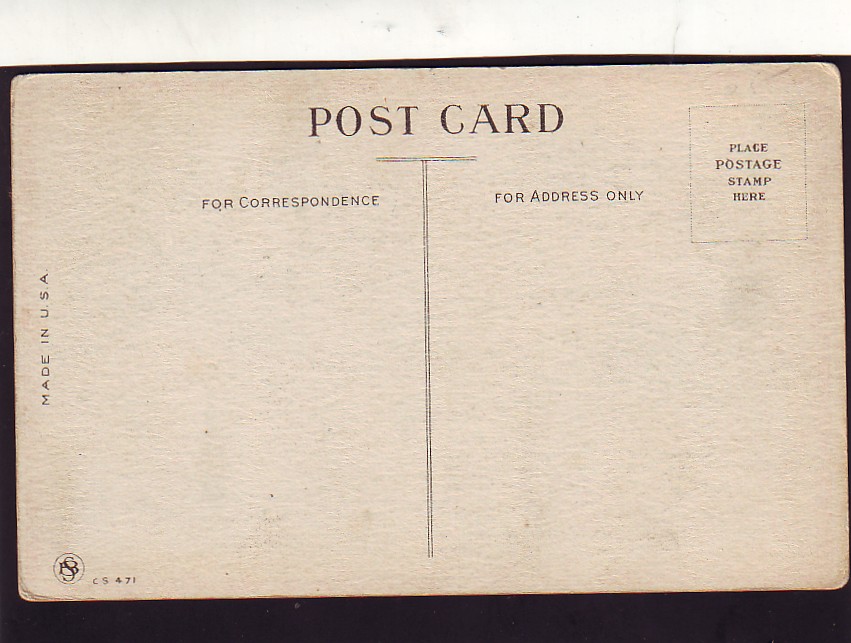 POST CARD
FOR CORRESPONDENCE
FOR ADDRESS ONLY
PLACE
POSTAGE
STAMP
HERE
MADE IN U.S.A.
CS 471